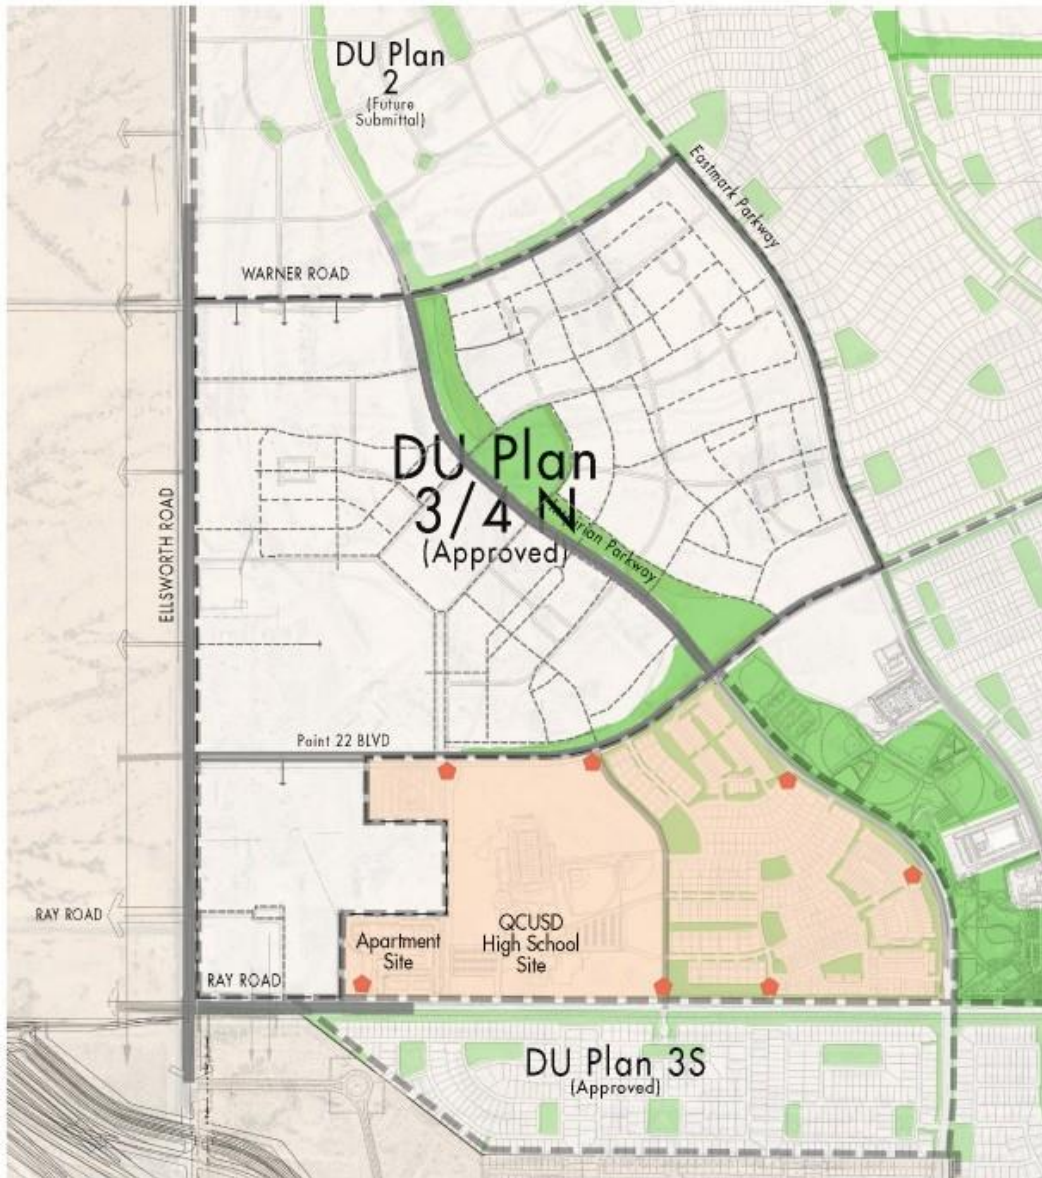 DU Plan
2
(Future
Submittal)
Eastmark Parkway
WARNER ROAD
DU Plan
3/4 N
(Approved)
Parkway
ELLSWORTH ROAD
Point 22 BLVD
RAY ROAD
QCUSD
High School
Site
Apartment
Site
RAY ROAD
DU Plan 3S
(Approved)